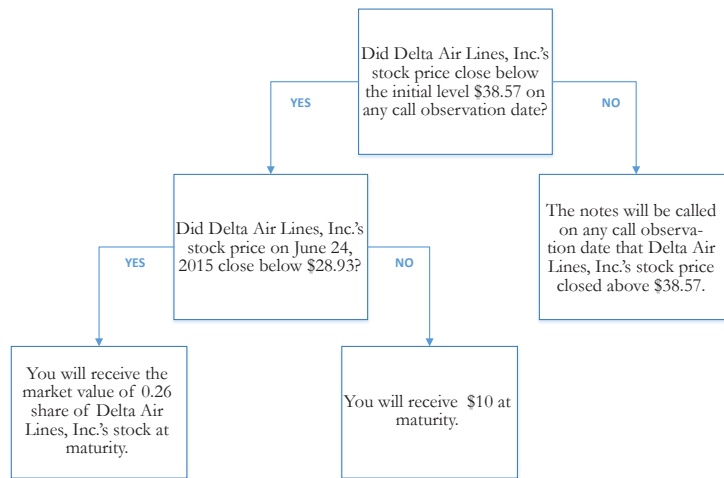 Did Delta Air Lines, Inc.'s
stock price close below
the initial level $38.57 on
any call observation date?
YES
NO
Did Delta Air Lines, Inc.'s
stock price on June 24,
2015 close below $28.93?
The notes will be called
on any call observa-
tion date that Delta Air
Lines, Inc.'s stock price
closed above $38.57.
YES
NO
You will receive the
market value of 0.26
share of Delta Air
Lines, Inc.'s stock at
maturity.
You will receive $10 at
maturity.